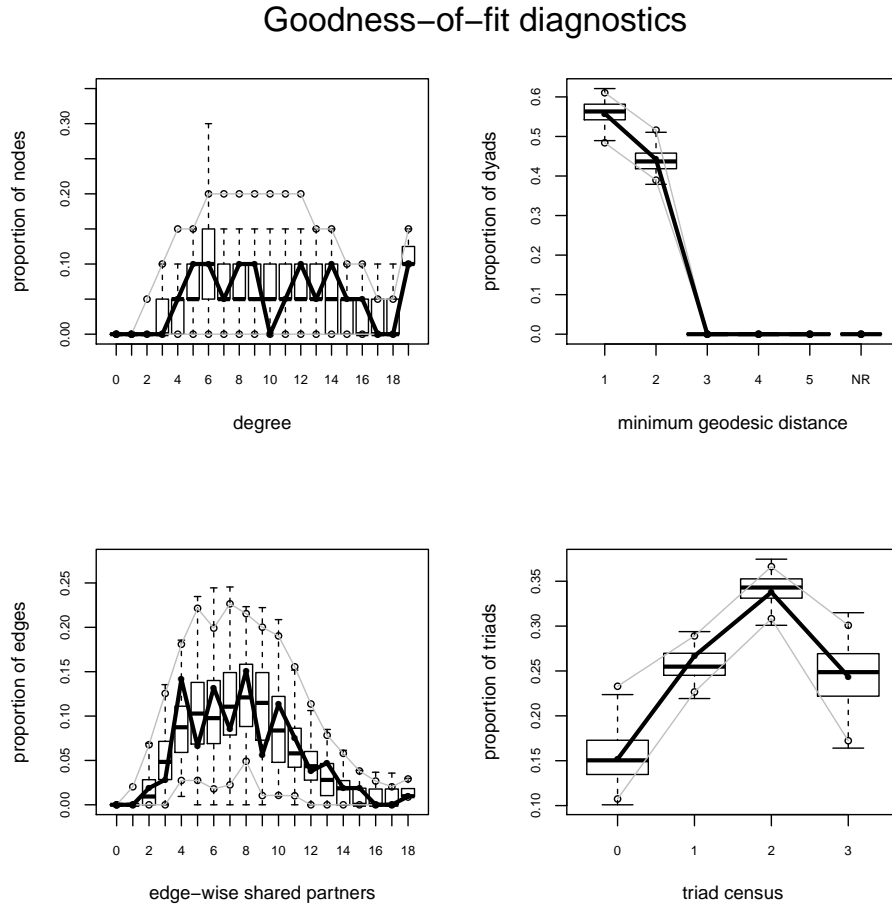 Goodness−of−fit diagnostics
proportion of nodes
0.00 0.10 0.20 0.30
0 2 4 6 8 10 12 14 16 18
degree
proportion of dyads
0.0 0.1 0.2 0.3 0.4 0.5 0.6
1 2 3 4 5 NR
minimum geodesic distance
proportion of edges
0.00 0.05 0.10 0.15 0.20 0.25
0 2 4 6 8 10 12 14 16 18
edge−wise shared partners
proportion of triads
0.10 0.15 0.20 0.25 0.30 0.35
0 1 2 3
triad census